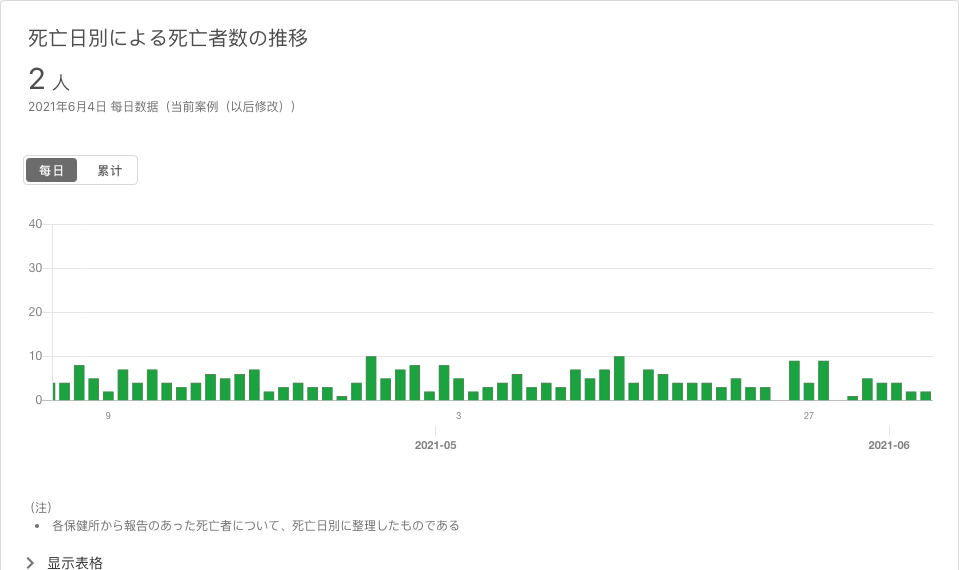 死亡日別による死亡者数の推移
2 人
2021年6月4日 每日数据（当前案例（以后修改））
每日 累计
40
30
20
10
0
9 3 27
2021-05 2021-06
（注）
• 各保健所から報告のあった死亡者について、死亡日別に整理したものである
显示表格